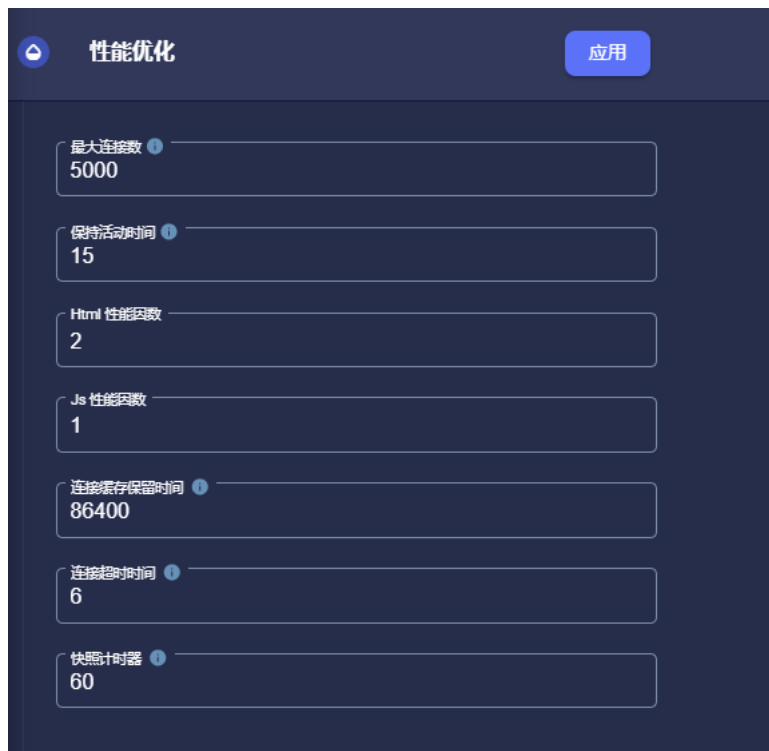 性能优化
应用
最大连接数
5000
保持活动时间
15
Html 性能因数
2
Js 性能因数
1
连接缓存保留时间
86400
连接超时时间
6
快照计时器
60